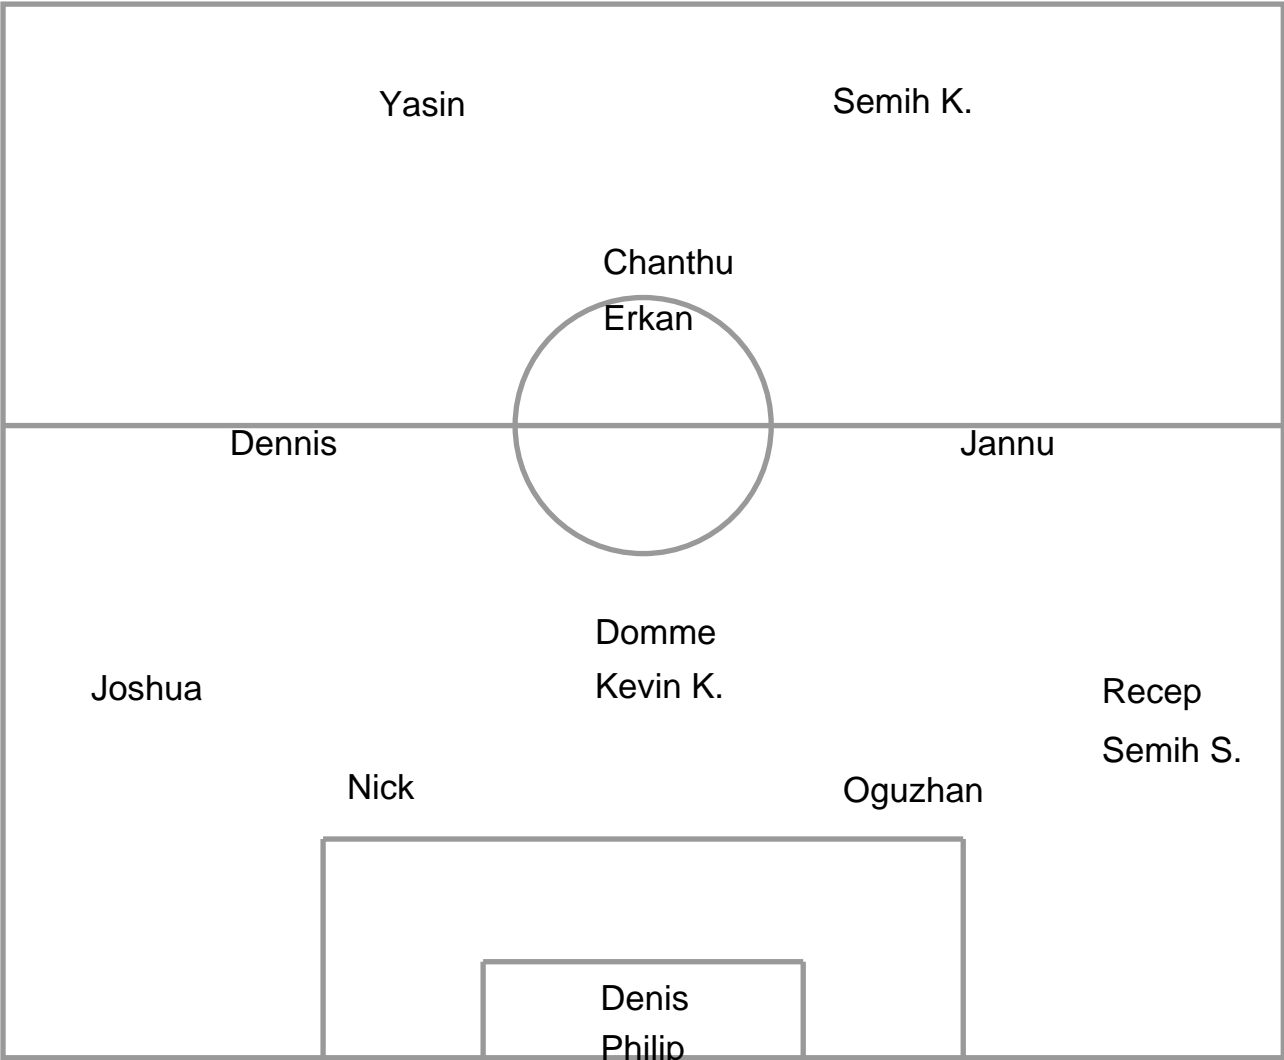 Yasin
Semih K.
Chanthu
Erkan
Dennis
Jannu
Domme
Kevin K.
Joshua
Recep
Semih S.
Nick
Oguzhan
Denis
Philip